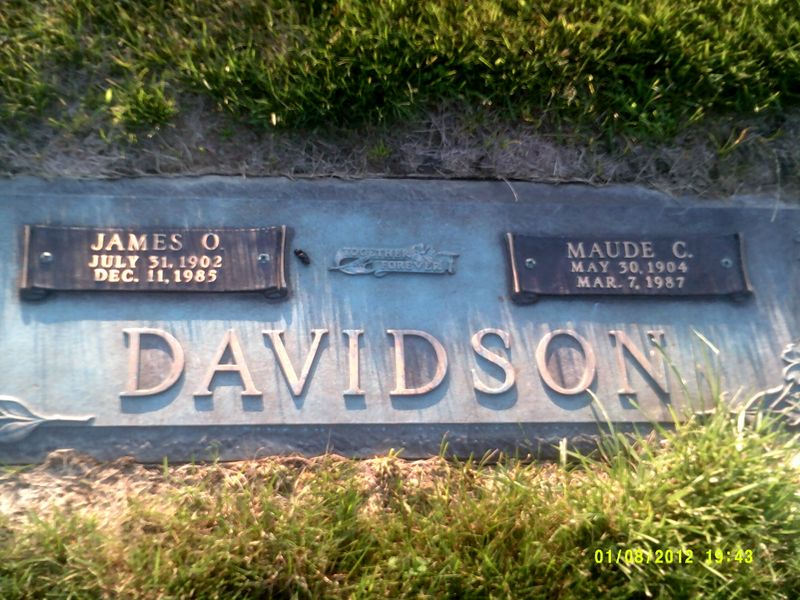 JAMES O.
JULY 31, 1902
DEC. 11, 1985
TOGETHER
FOREVER
MAUDE C.
MAY 30, 1904
MAR. 7, 1987
DAVIDSON
01/08/2012 19:43